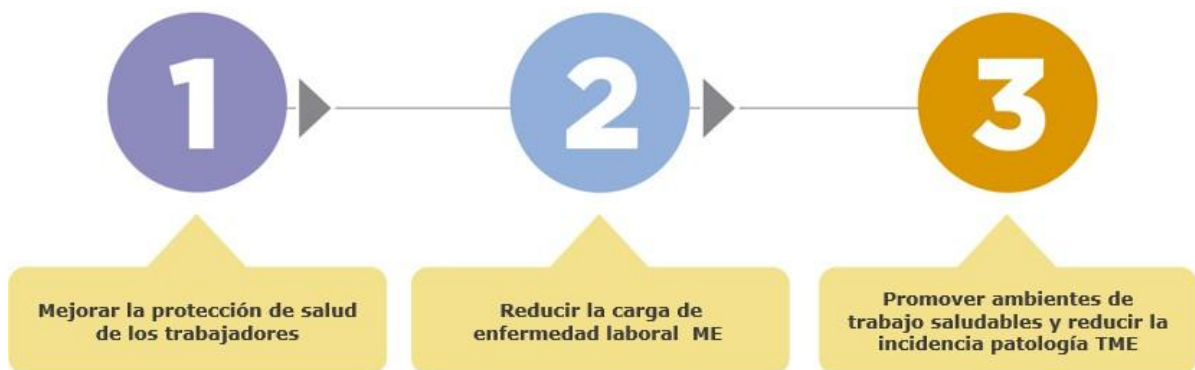 1
2
3
Mejorar la protección de salud
de los trabajadores
Reducir la carga de
enfermedad laboral ME
Promover ambientes de
trabajo saludables y reducir la
incidencia patología TME